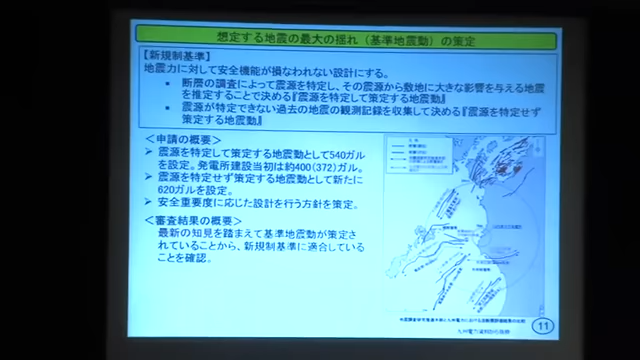 想定する地震の最大の揺れ（基準地震動）の策定
【新規制基準】
地震力に対して安全機能が損なわれない設計にする。
• 断層の調査によって震源を特定し、その震源から敷地に大きな影響を与える地震
を推定することで決める『震源を特定して策定する地震動』
• 震源が特定できない過去の地震の観測記録を収集して決める『震源を特定せず
策定する地震動』
＜申請の概要＞
➢ 震源を特定して策定する地震動として540ガル
を設定。発電所建設当初は約400(372)ガル。
➢ 震源を特定せず策定する地震動として新たに
620ガルを設定。
➢ 安全重要度に応じた設計を行う方針を策定。
＜審査結果の概要＞
最新の知見を踏まえて基準地震動が策定さ
れていることから、新規制基準に適合している
ことを確認。
九州電力資料から抜粋
11